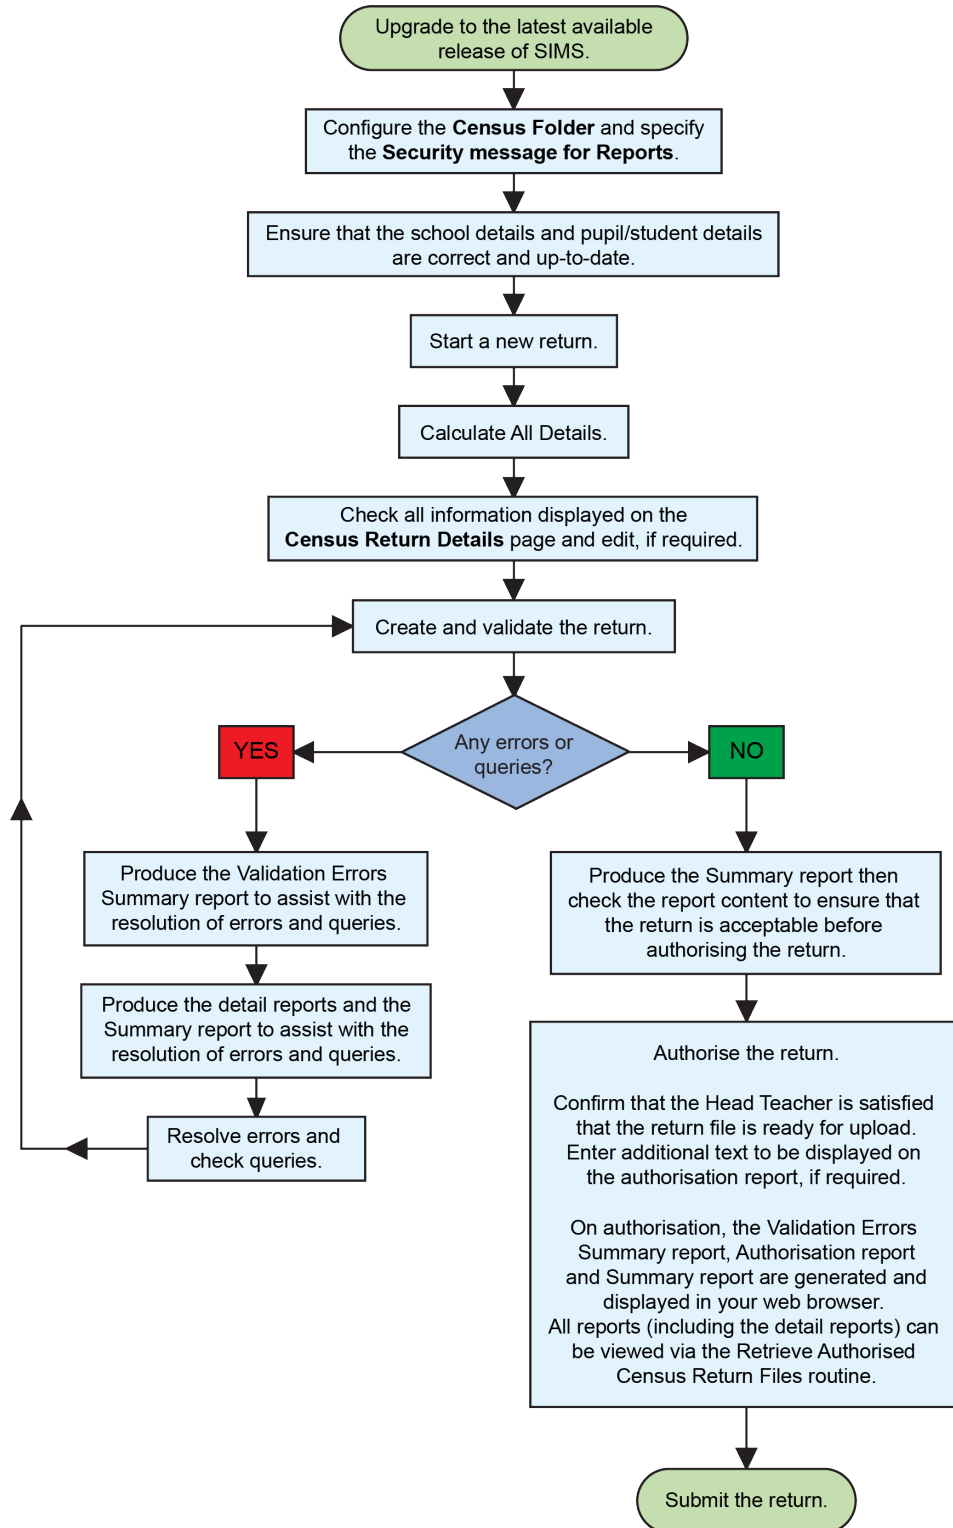 Upgrade to the latest available
release of SIMS.
Configure the Census Folder and specify
the Security message for Reports.
Ensure that the school details and pupil/student details
are correct and up-to-date.
Start a new return.
Calculate All Details.
Check all information displayed on the
Census Return Details page and edit, if required.
Create and validate the return.
Any errors or
queries?
YES
NO
Produce the Validation Errors
Summary report to assist with the
resolution of errors and queries.
Produce the detail reports and the
Summary report to assist with the
resolution of errors and queries.
Resolve errors and
check queries.
Produce the Summary report then
check the report content to ensure that
the return is acceptable before
authorising the return.
Authorise the return.
Confirm that the Head Teacher is satisfied
that the return file is ready for upload.
Enter additional text to be displayed on
the authorisation report, if required.
On authorisation, the Validation Errors
Summary report, Authorisation report
and Summary report are generated and
displayed in your web browser.
All reports (including the detail reports) can
be viewed via the Retrieve Authorised
Census Return Files routine.
Submit the return.